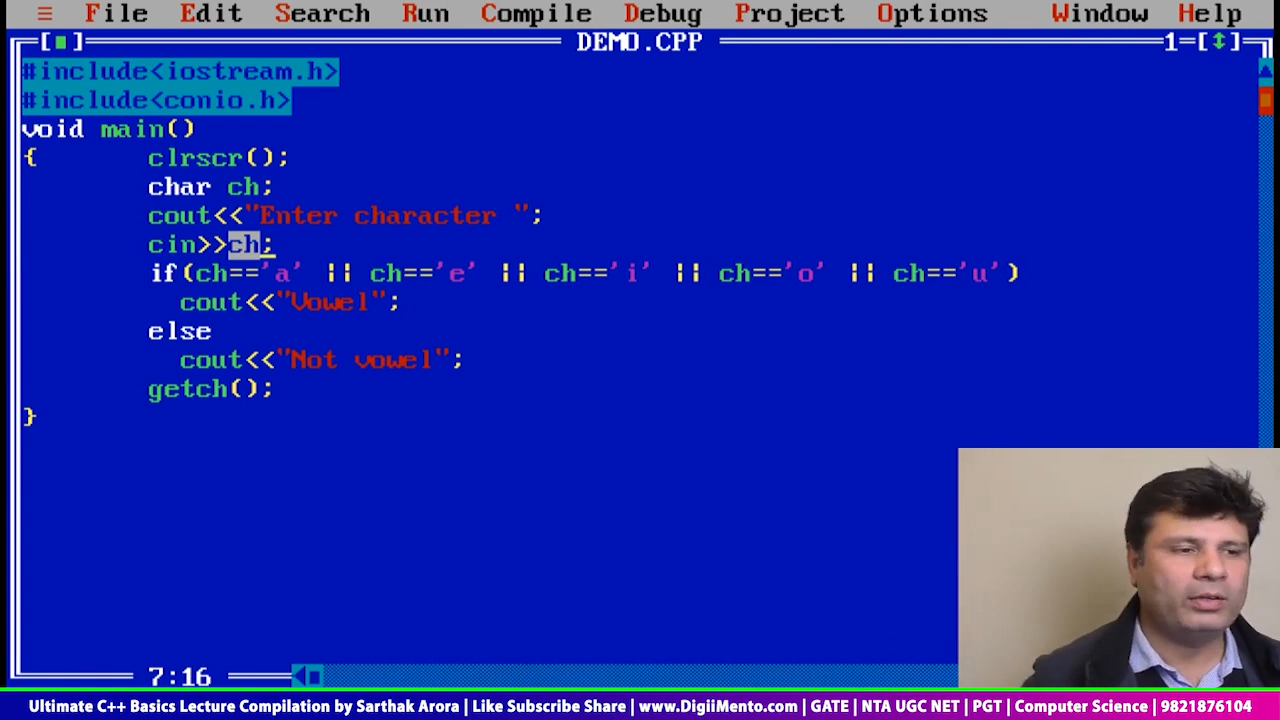 ≡ File Edit Search Run Compile Debug Project Options Window Help
[■] DEMO.CPP 1=[↕]
#include<iostream.h>
#include<conio.h>
void main()
{ clrscr();
char ch;
cout<<"Enter character ";
cin>>ch;
if(ch=='a' || ch=='e' || ch=='i' || ch=='o' || ch=='u')
cout<<"Vowel";
else
cout<<"Not vowel";
getch();
}
7:16
Ultimate C++ Basics Lecture Compilation by Sarthak Arora | Like Subscribe Share | www.DigiiMento.com | GATE | NTA UGC NET | PGT | Computer Science | 9821876104